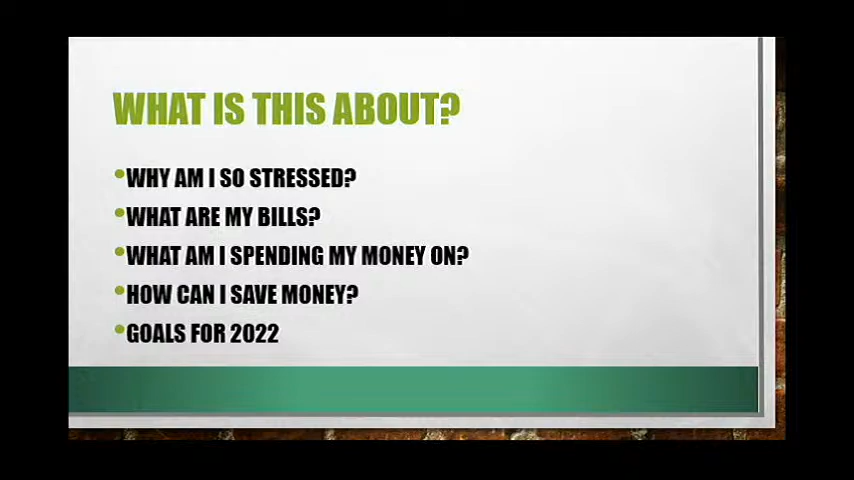 WHAT IS THIS ABOUT?
•WHY AM I SO STRESSED?
•WHAT ARE MY BILLS?
•WHAT AM I SPENDING MY MONEY ON?
•HOW CAN I SAVE MONEY?
•GOALS FOR 2022